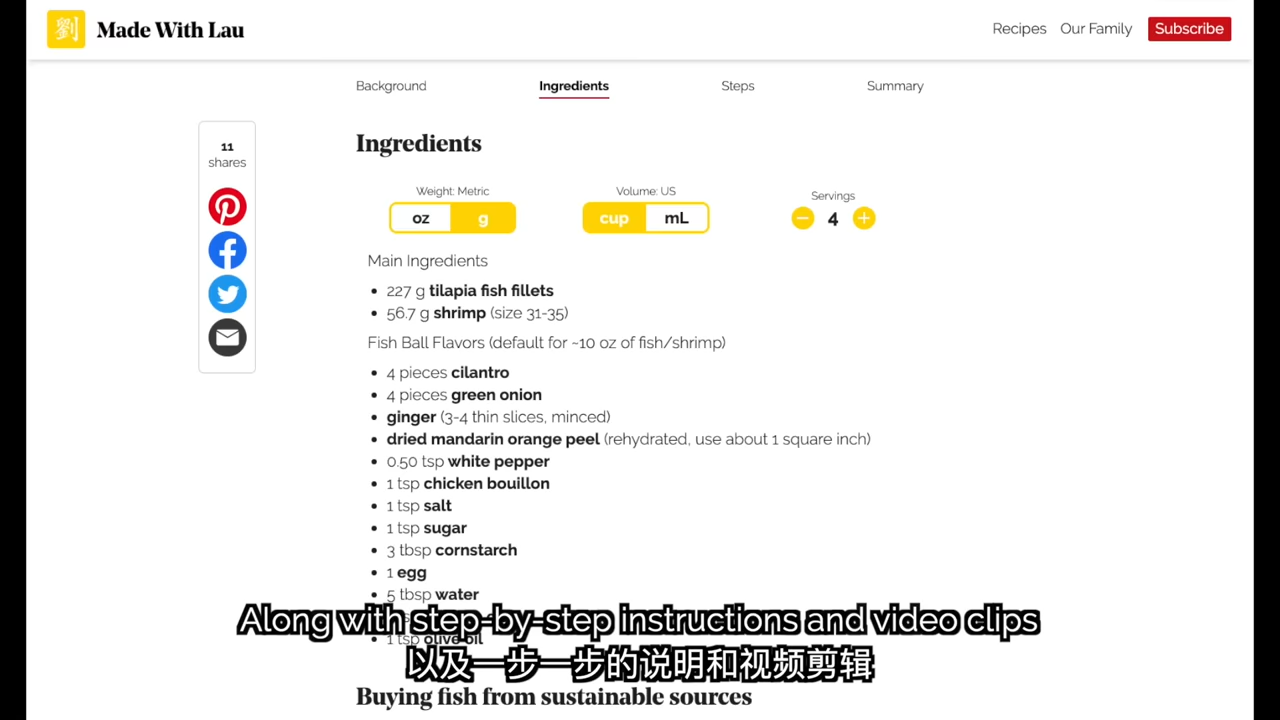 劉 Made With Lau
Recipes Our Family Subscribe
Background Ingredients Steps Summary
11
shares
Ingredients
Weight: Metric Volume: US Servings
oz g cup mL 4
Main Ingredients
227 g tilapia fish fillets
56.7 g shrimp (size 31-35)
Fish Ball Flavors (default for ~10 oz of fish/shrimp)
4 pieces cilantro
4 pieces green onion
ginger (3-4 thin slices, minced)
dried mandarin orange peel (rehydrated, use about 1 square inch)
0.50 tsp white pepper
1 tsp chicken bouillon
1 tsp salt
1 tsp sugar
3 tbsp cornstarch
1 egg
5 tbsp water
Along with step-by-step instructions and video clips
1 tsp olive oil
以及一步一步的说明和视频剪辑
Buying fish from sustainable sources